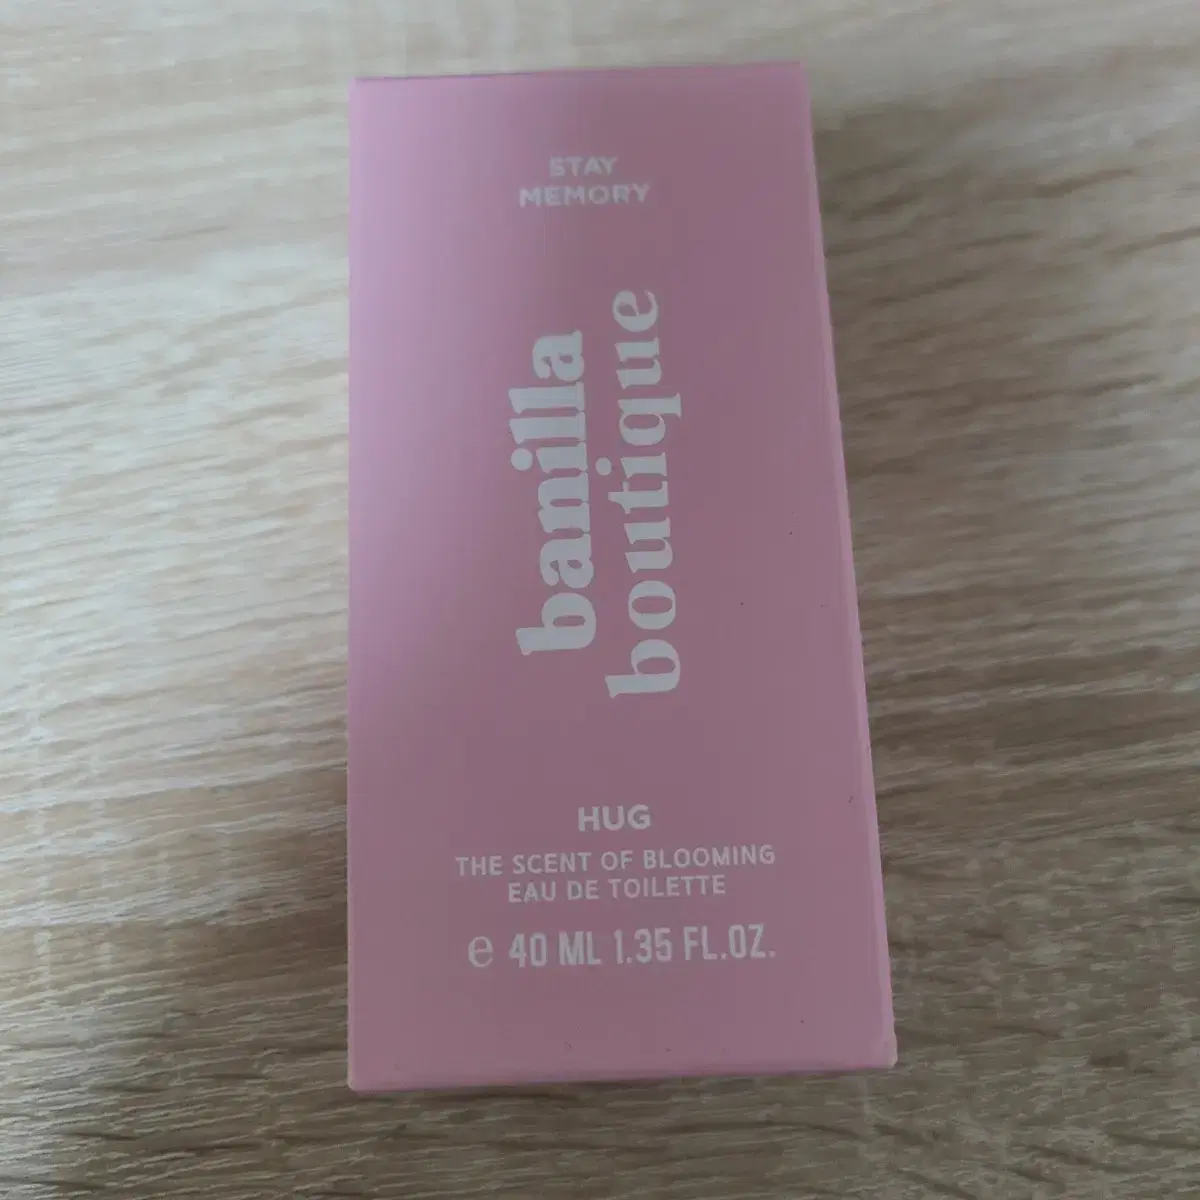 STAY
MEMORY
banilla
boutique
HUG
THE SCENT OF BLOOMING
EAU DE TOILETTE
e 40 ML 1.35 FL.OZ.